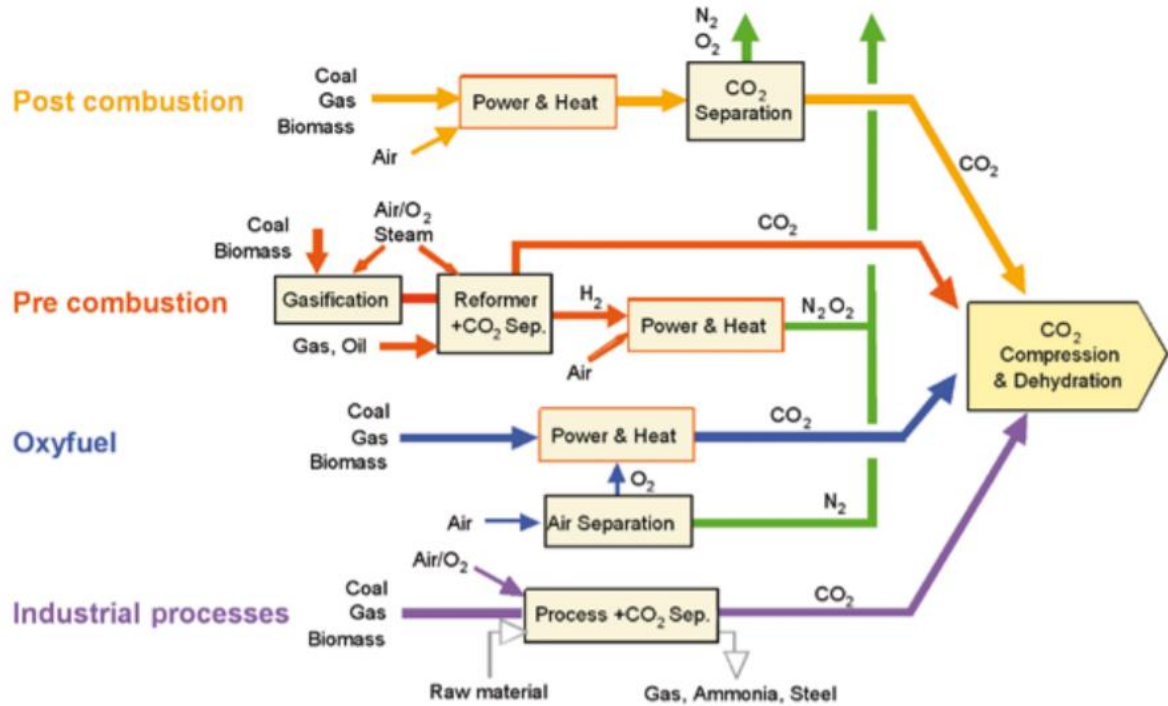 N₂
O₂
Post combustion
Coal
Gas
Biomass
Air
Power & Heat
CO₂
Separation
CO₂
Pre combustion
Coal
Biomass
Air/O₂
Steam
Gasification
Gas, Oil
Reformer
+CO₂ Sep.
H₂
Air
Power & Heat
N₂O₂
CO₂
CO₂
Compression
& Dehydration
Oxyfuel
Coal
Gas
Biomass
Power & Heat
CO₂
O₂
Air
Air Separation
N₂
Industrial processes
Air/O₂
Coal
Gas
Biomass
Process +CO₂ Sep.
CO₂
Raw material
Gas, Ammonia, Steel